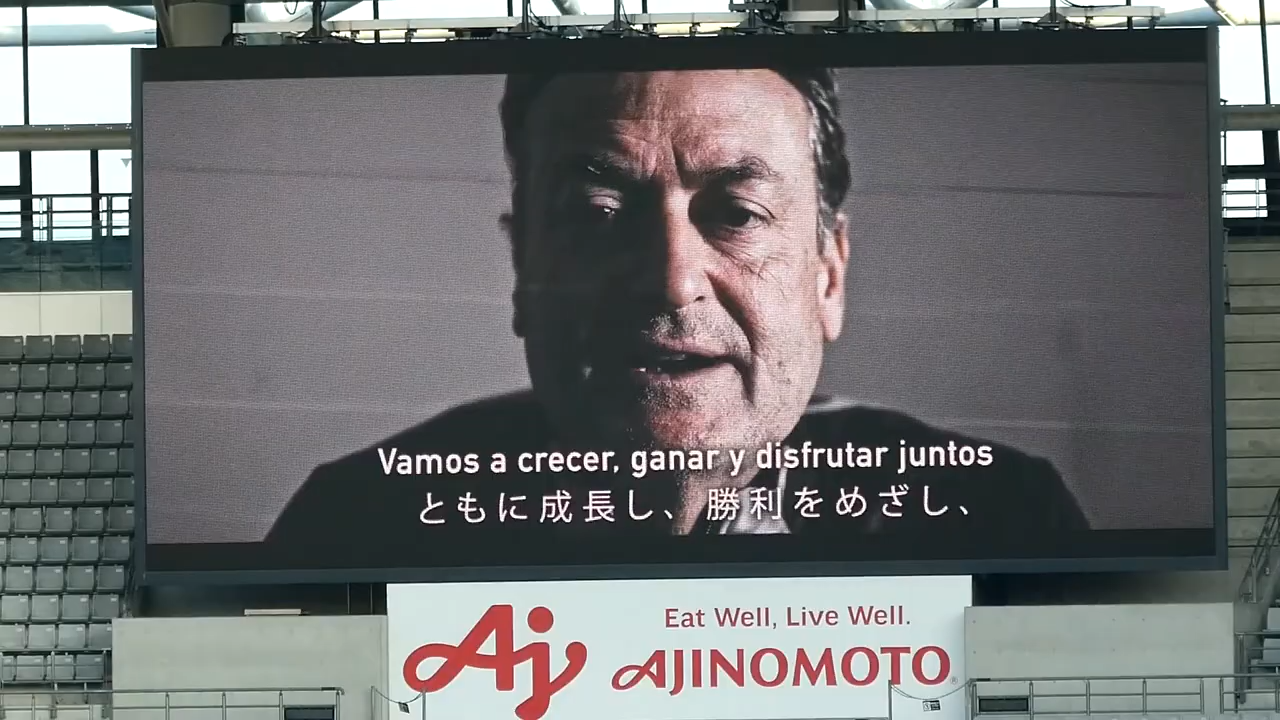 Vamos a crecer, ganar y disfrutar juntos
ともに成長し、勝利をめざし、
Aj
Eat Well, Live Well.
AJINOMOTO®